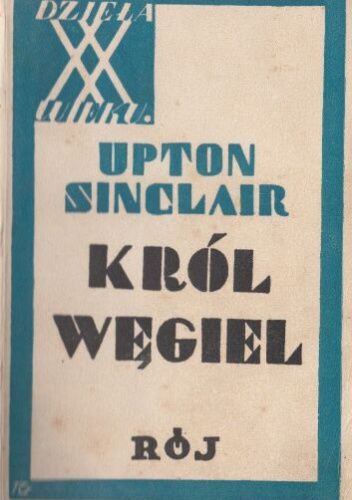 DZIEŁA
XX
WIEKU.
UPTON
SINCLAIR
KRÓL
WĘGIEL
RÓJ